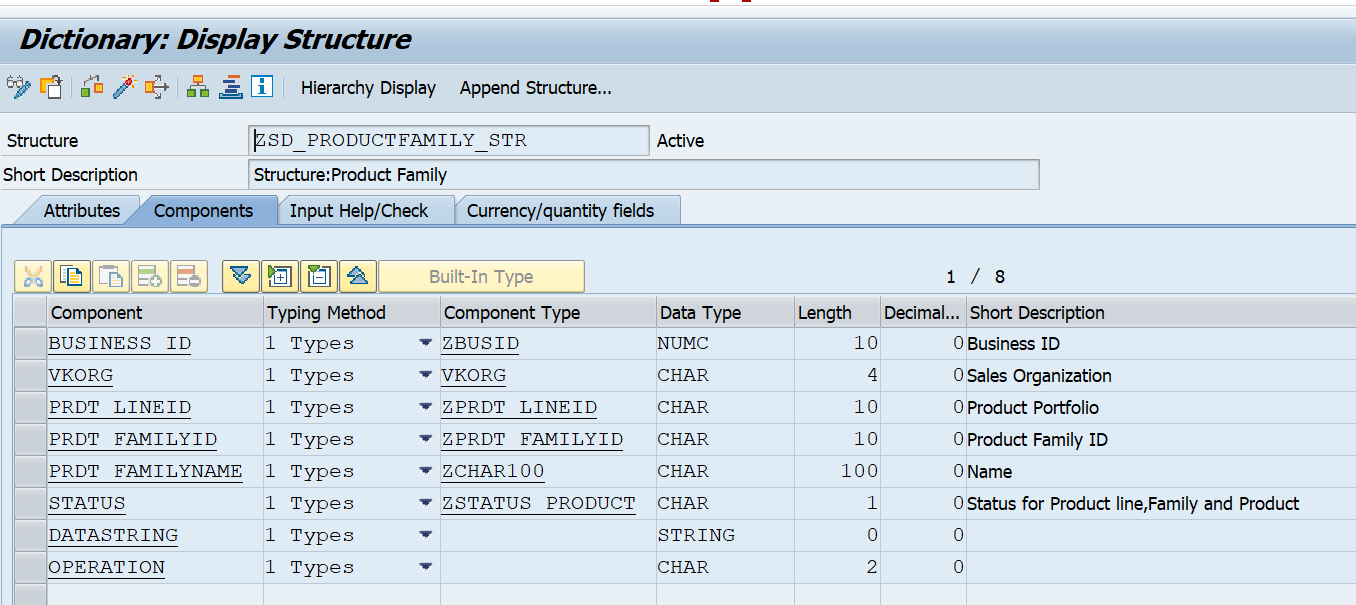 Dictionary: Display Structure
Hierarchy Display Append Structure...
Structure ZSD_PRODUCTFAMILY_STR Active
Short Description Structure:Product Family
Attributes Components Input Help/Check Currency/quantity fields
Built-In Type 1 / 8
Component Typing Method Component Type Data Type Length Decimal... Short Description
BUSINESS_ID 1 Types ZBUSID NUMC 10 0 Business ID
VKORG 1 Types VKORG CHAR 4 0 Sales Organization
PRDT_LINEID 1 Types ZPRDT_LINEID CHAR 10 0 Product Portfolio
PRDT_FAMILYID 1 Types ZPRDT_FAMILYID CHAR 10 0 Product Family ID
PRDT_FAMILYNAME 1 Types ZCHAR100 CHAR 100 0 Name
STATUS 1 Types ZSTATUS_PRODUCT CHAR 1 0 Status for Product line,Family and Product
DATASTRING 1 Types STRING 0 0
OPERATION 1 Types CHAR 2 0